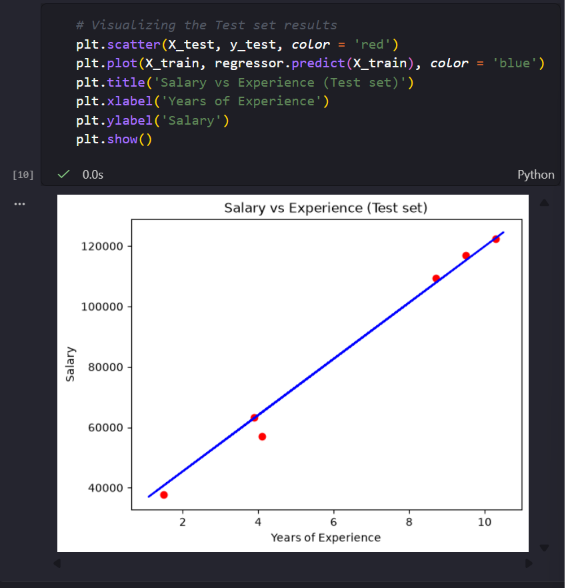 # Visualizing the Test set results
plt.scatter(X_test, y_test, color = 'red')
plt.plot(X_train, regressor.predict(X_train), color = 'blue')
plt.title('Salary vs Experience (Test set)')
plt.xlabel('Years of Experience')
plt.ylabel('Salary')
plt.show()
[10] 0.0s Python
...
Salary vs Experience (Test set)
120000
100000
80000
60000
40000
Salary
2 4 6 8 10
Years of Experience